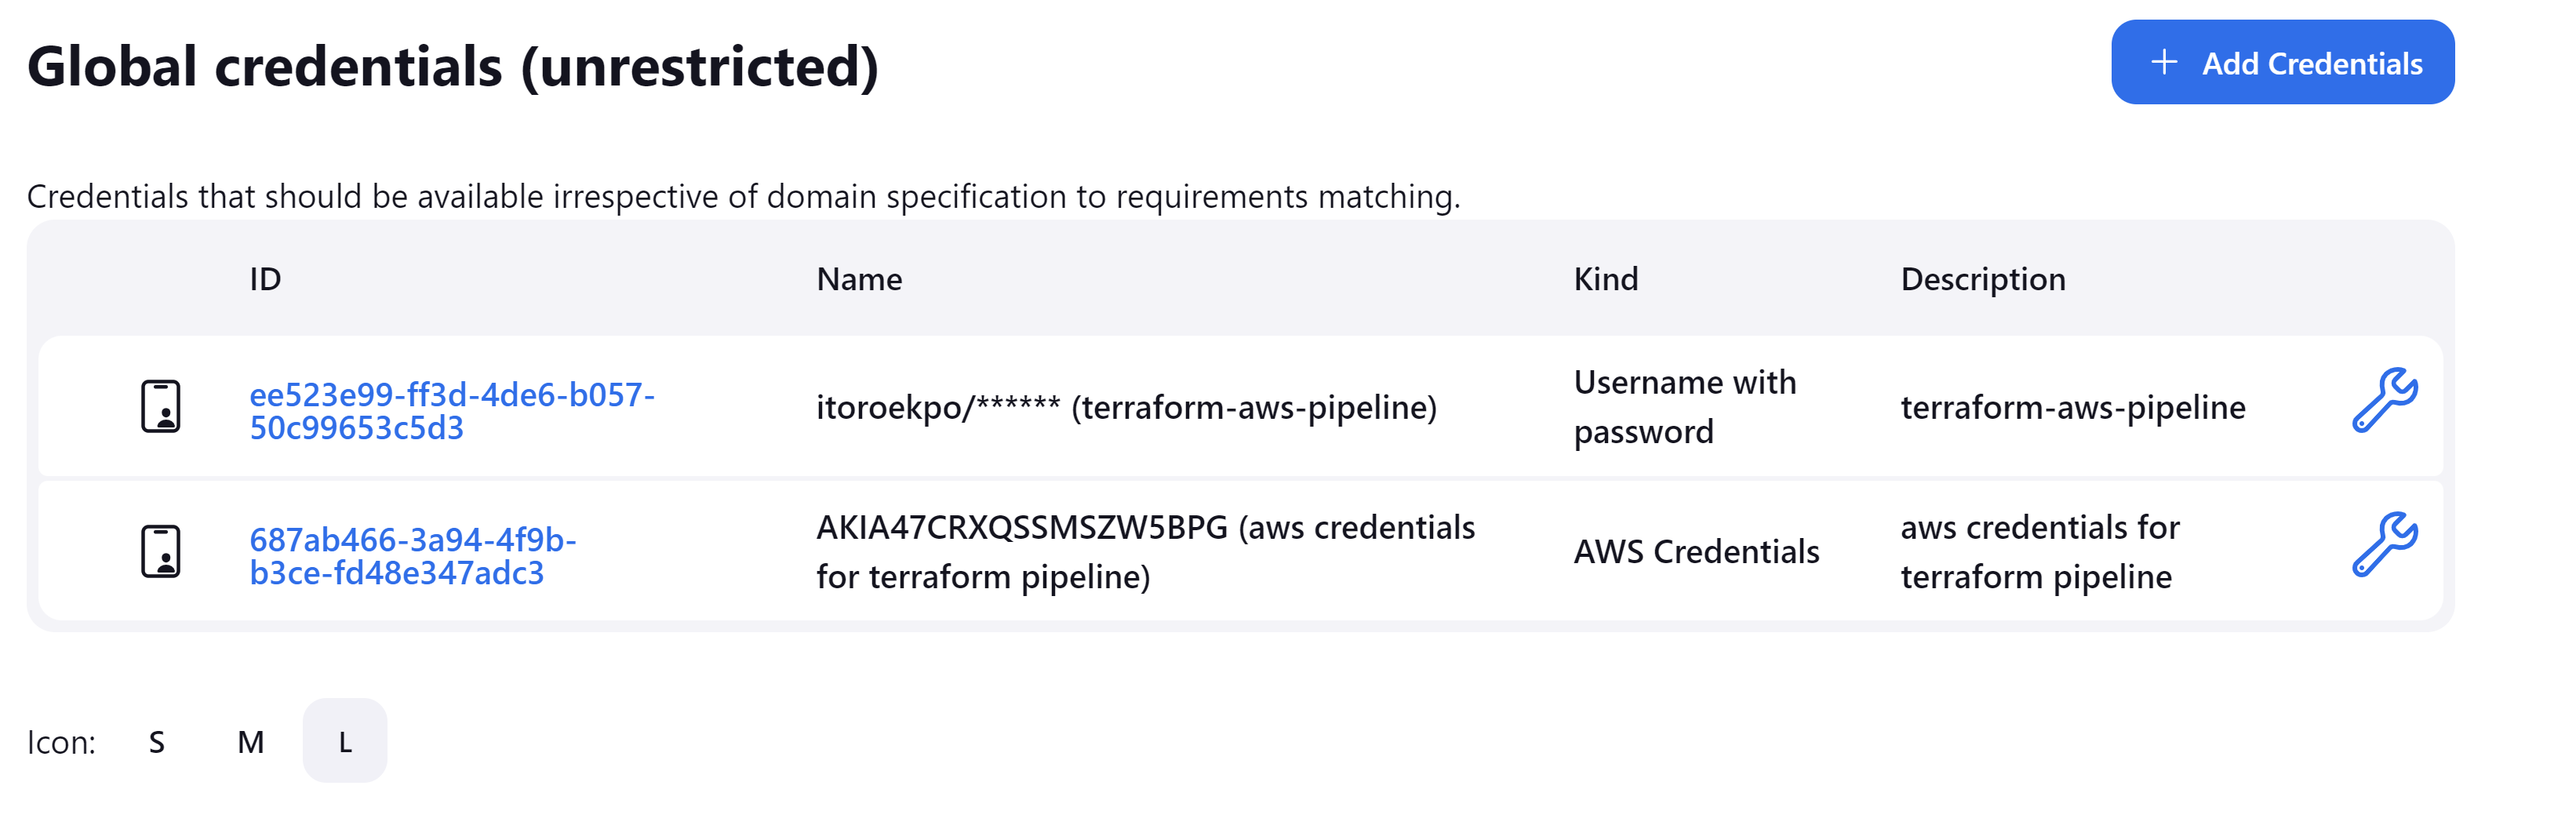 Global credentials (unrestricted)
+ Add Credentials
Credentials that should be available irrespective of domain specification to requirements matching.
ID Name Kind Description
ee523e99-ff3d-4de6-b057-
50c99653c5d3
itoroekpo/****** (terraform-aws-pipeline)
Username with
password
terraform-aws-pipeline
687ab466-3a94-4f9b-
b3ce-fd48e347adc3
AKIA47CRXQSSMSZW5BPG (aws credentials
for terraform pipeline)
AWS Credentials
aws credentials for
terraform pipeline
Icon: S M L